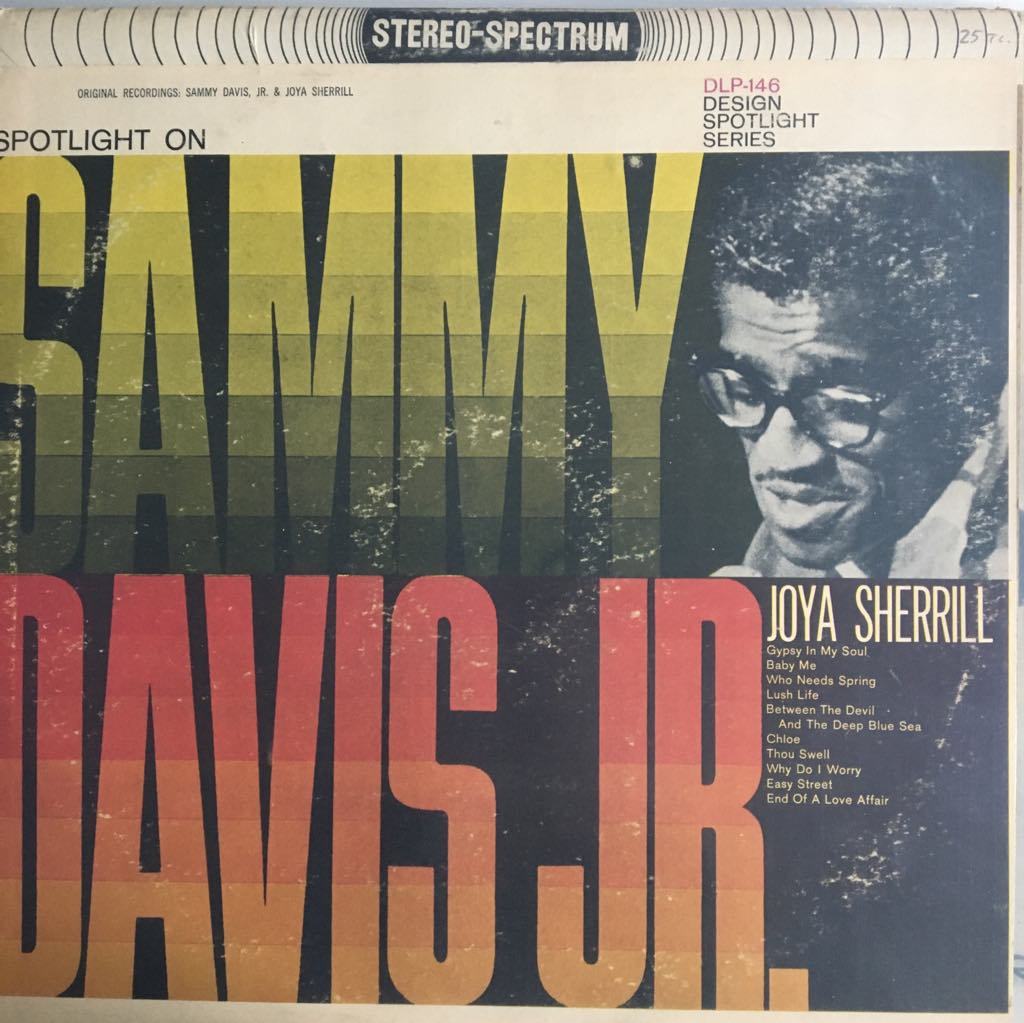 STEREO-SPECTRUM
25
ORIGINAL RECORDINGS: SAMMY DAVIS, JR. & JOYA SHERRILL
DLP-146
DESIGN
SPOTLIGHT
SERIES
SPOTLIGHT ON
SAMMY
DAVIS JR.
JOYA SHERRILL
Gypsy In My Soul
Baby Me
Who Needs Spring
Lush Life
Between The Devil
And The Deep Blue Sea
Chloe
Thou Swell
Why Do I Worry
Easy Street
End Of A Love Affair